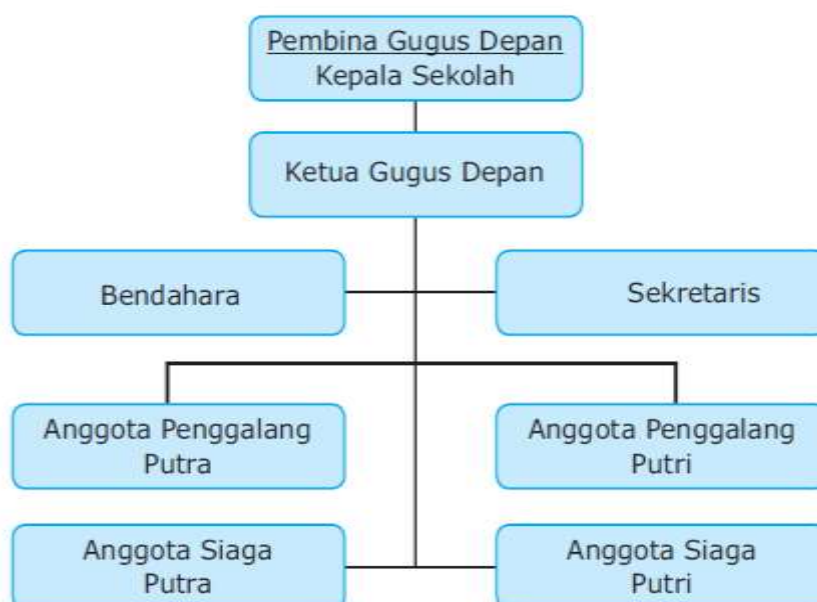 Pembina Gugus Depan
Kepala Sekolah
Ketua Gugus Depan
Bendahara
Sekretaris
Anggota Penggalang
Putra
Anggota Penggalang
Putri
Anggota Siaga
Putra
Anggota Siaga
Putri